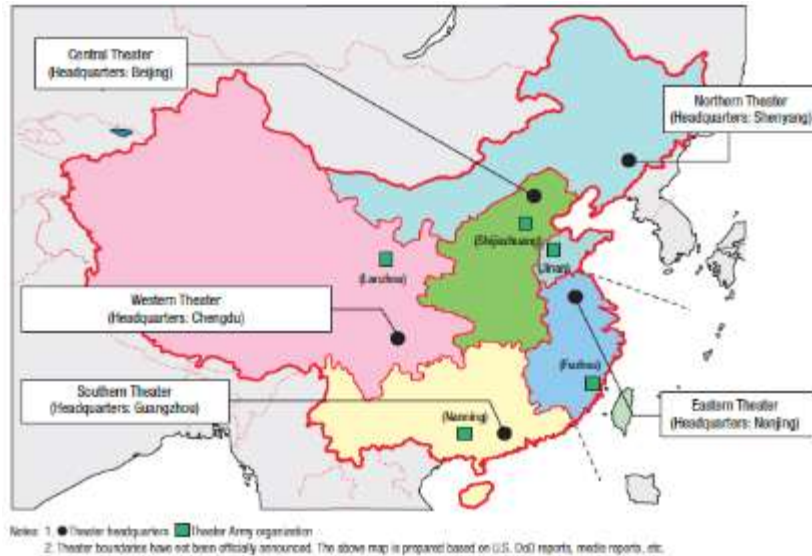 Central Theater
(Headquarters: Beijing)
Northern Theater
(Headquarters: Shenyang)
(Shijiazhuang)
(Jinan)
(Lanzhou)
Western Theater
(Headquarters: Chengdu)
(Fuzhou)
Southern Theater
(Headquarters: Guangzhou)
(Nanning)
Eastern Theater
(Headquarters: Nanjing)
Notes: 1. Theater headquarters Theater Army organization
2. Theater boundaries have not been officially announced. The above map is prepared based on U.S. DoD reports, media reports, etc.